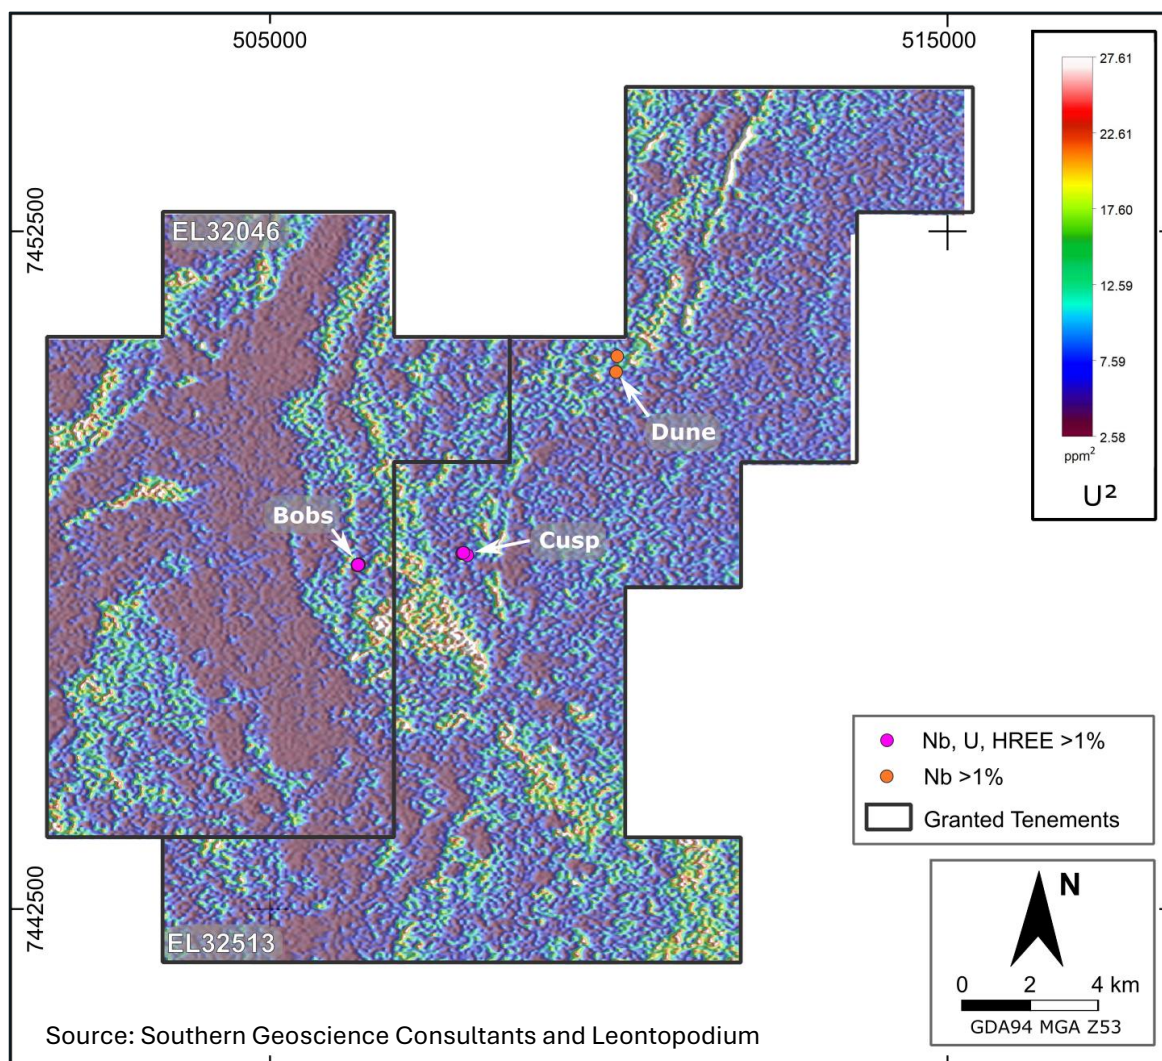 505000
515000
27.61
22.61
17.60
12.59
7.59
2.58
ppm²
U²
7452500
EL32046
Dune
Bobs
Cusp
Nb, U, HREE >1%
Nb >1%
Granted Tenements
7442500
EL32513
N
0 2 4 km
GDA94 MGA Z53
Source: Southern Geoscience Consultants and Leontopodium